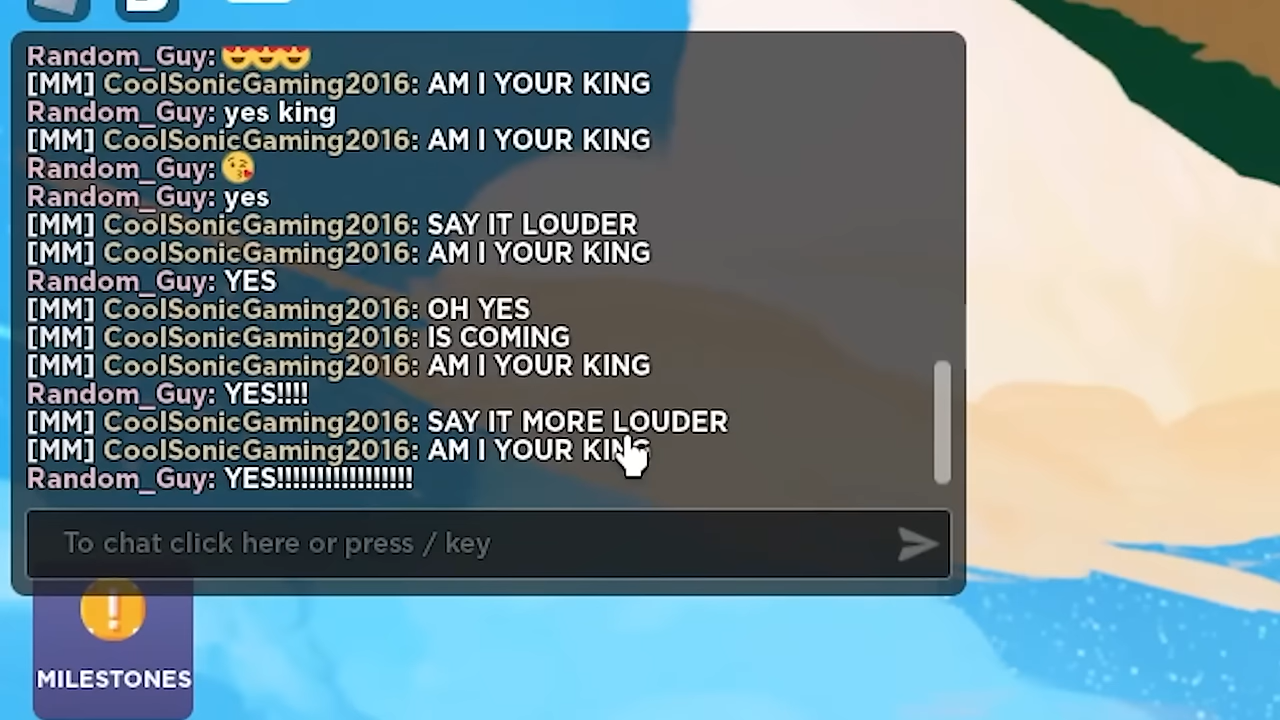 Random_Guy: 😍😍😍
[MM] CoolSonicGaming2016: AM I YOUR KING
Random_Guy: yes king
[MM] CoolSonicGaming2016: AM I YOUR KING
Random_Guy: 😘
Random_Guy: yes
[MM] CoolSonicGaming2016: SAY IT LOUDER
[MM] CoolSonicGaming2016: AM I YOUR KING
Random_Guy: YES
[MM] CoolSonicGaming2016: OH YES
[MM] CoolSonicGaming2016: IS COMING
[MM] CoolSonicGaming2016: AM I YOUR KING
Random_Guy: YES!!!!
[MM] CoolSonicGaming2016: SAY IT MORE LOUDER
[MM] CoolSonicGaming2016: AM I YOUR KING
Random_Guy: YES!!!!!!!!!!!!!!!!!
To chat click here or press / key
MILESTONES